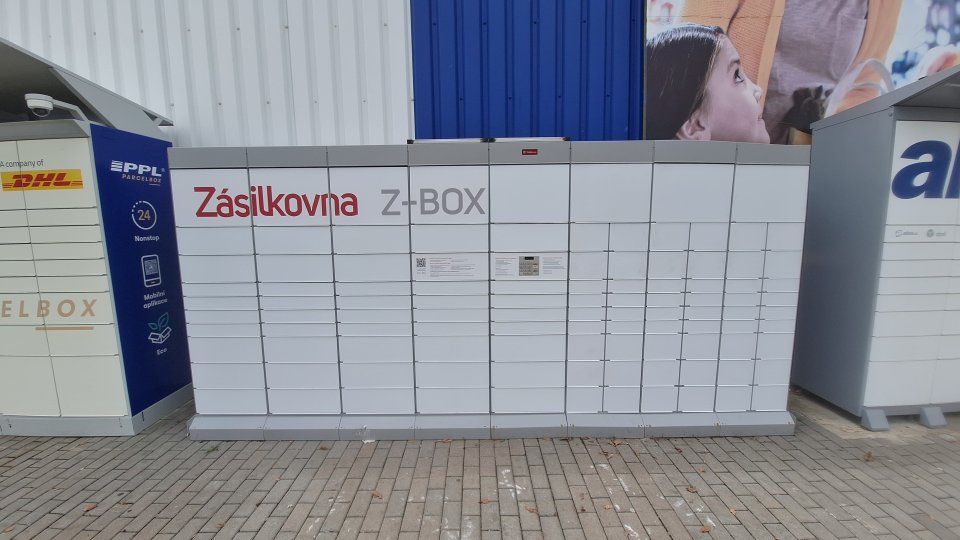 A company of
DHL
ELBOX
PPL
PARCELBOX
24
Nonstop
Mobilní
aplikace
Eco
Zásilkovna Z-BOX
al